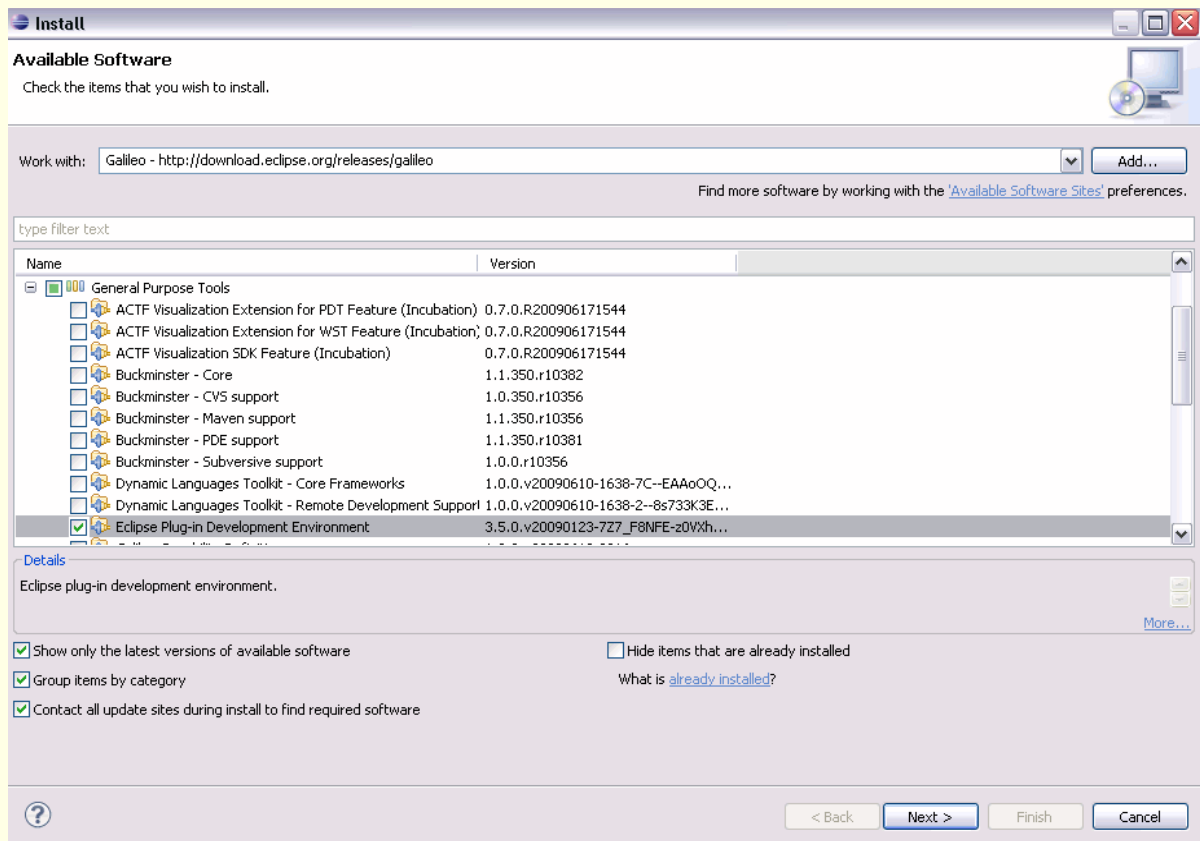 Install
Available Software
Check the items that you wish to install.
Work with: Galileo - http://download.eclipse.org/releases/galileo Add...
Find more software by working with the 'Available Software Sites' preferences.
type filter text
Name Version
General Purpose Tools
ACTF Visualization Extension for PDT Feature (Incubation) 0.7.0.R200906171544
ACTF Visualization Extension for WST Feature (Incubation) 0.7.0.R200906171544
ACTF Visualization SDK Feature (Incubation) 0.7.0.R200906171544
Buckminster - Core 1.1.350.r10382
Buckminster - CVS support 1.0.350.r10356
Buckminster - Maven support 1.1.350.r10356
Buckminster - PDE support 1.1.350.r10381
Buckminster - Subversive support 1.0.0.r10356
Dynamic Languages Toolkit - Core Frameworks 1.0.0.v20090610-1638-7C--EAAoOQ...
Dynamic Languages Toolkit - Remote Development Support 1.0.0.v20090610-1638-2--8s733K3E...
Eclipse Plug-in Development Environment 3.5.0.v20090123-7Z7_F8NFE-z0VXh...
Details
Eclipse plug-in development environment.
More...
Show only the latest versions of available software Hide items that are already installed
Group items by category What is already installed?
Contact all update sites during install to find required software
? < Back Next > Finish Cancel